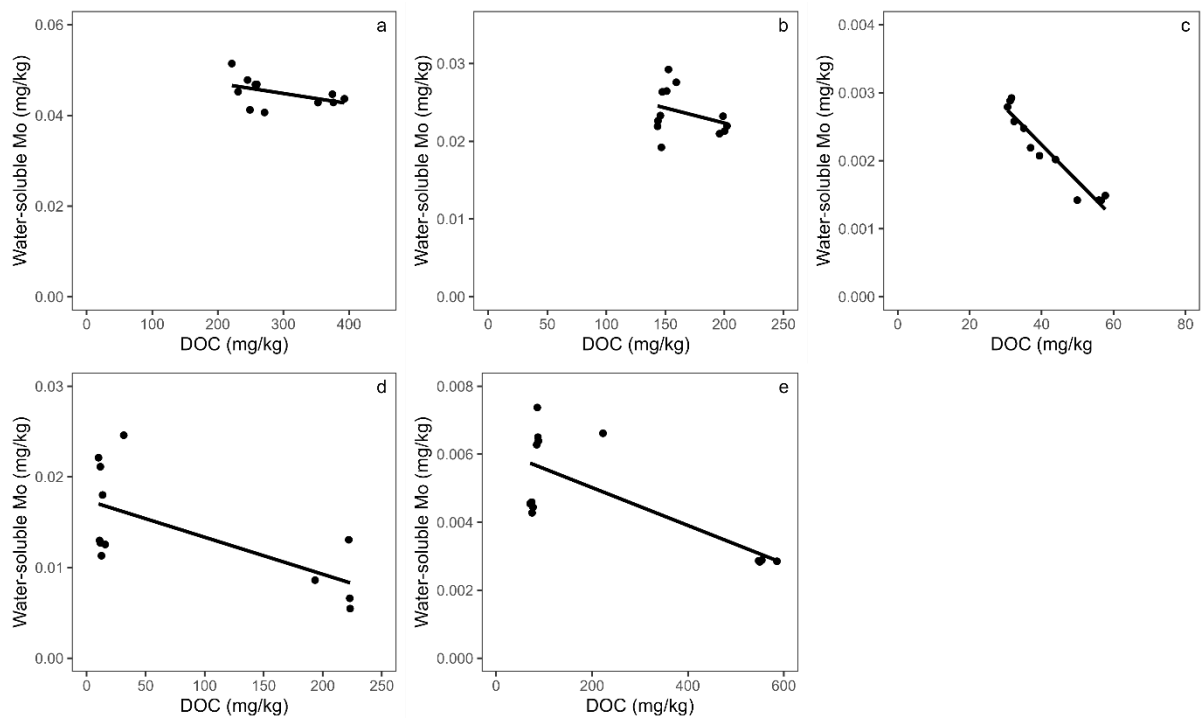 a
0.06
0.04
0.02
0.00
Water-soluble Mo (mg/kg)
0 100 200 300 400
DOC (mg/kg)
b
0.03
0.02
0.01
0.00
Water-soluble Mo (mg/kg)
0 50 100 150 200 250
DOC (mg/kg)
c
0.004
0.003
0.002
0.001
0.000
Water-soluble Mo (mg/kg)
0 20 40 60 80
DOC (mg/kg
d
0.03
0.02
0.01
0.00
Water-soluble Mo (mg/kg)
0 50 100 150 200 250
DOC (mg/kg)
e
0.008
0.006
0.004
0.002
0.000
Water-soluble Mo (mg/kg)
0 200 400 600
DOC (mg/kg)